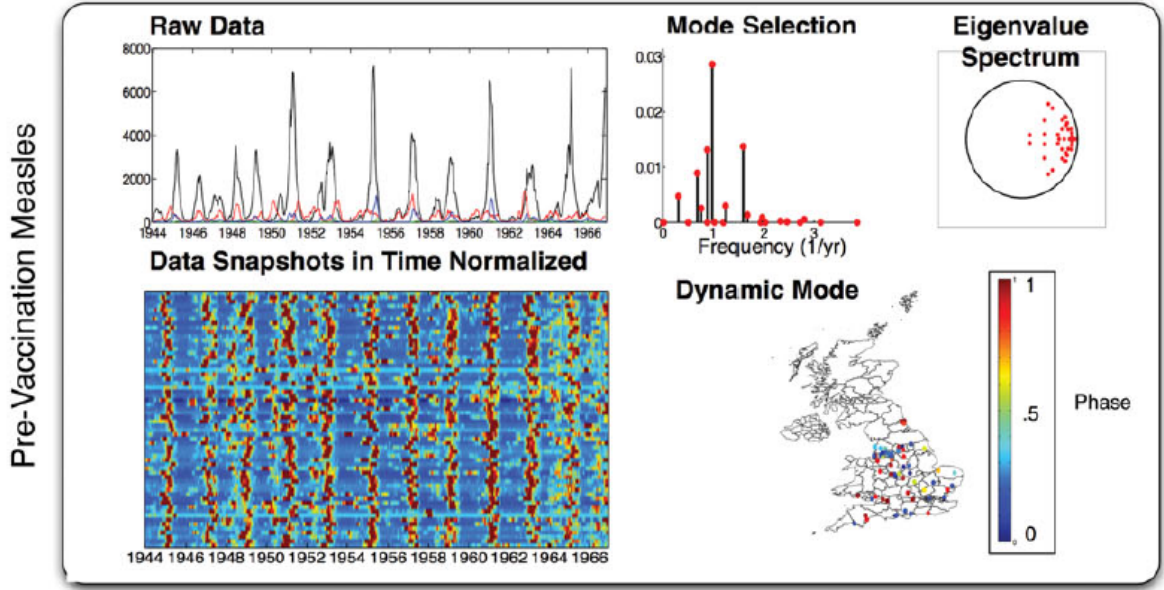 Pre-Vaccination Measles
Raw Data
8000
6000
4000
2000
0
1944 1946 1948 1950 1952 1954 1956 1958 1960 1962 1964 1966
Data Snapshots in Time Normalized
1944 1946 1948 1950 1952 1954 1956 1958 1960 1962 1964 1966
Mode Selection
0.03
0.02
0.01
0
0 1 2 3
Frequency (1/yr)
Eigenvalue
Spectrum
Dynamic Mode
1
.5
0
Phase